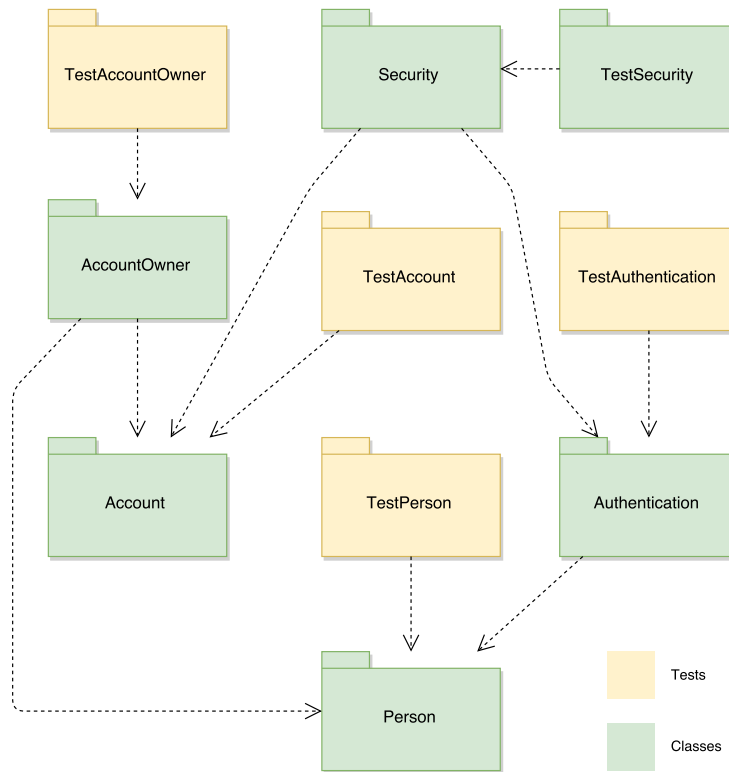 TestAccountOwner
Security
TestSecurity
AccountOwner
TestAccount
TestAuthentication
Account
TestPerson
Authentication
Person
Tests
Classes